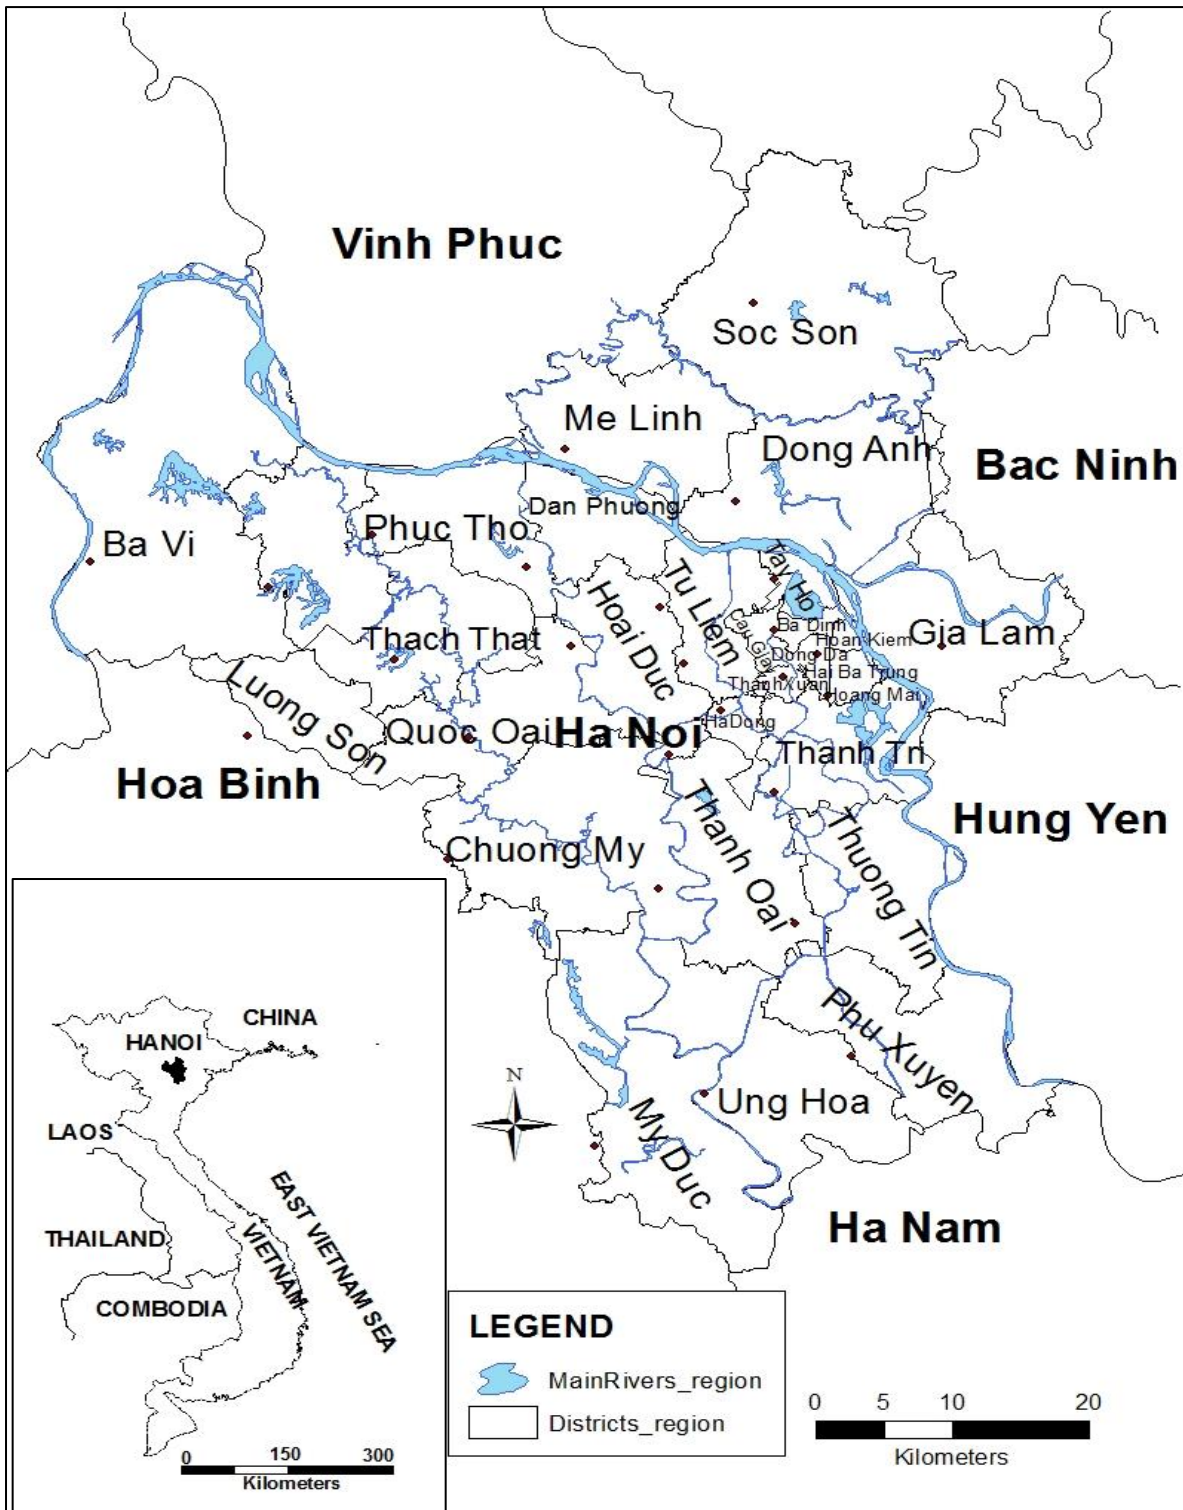 Vinh Phuc
Soc Son
Me Linh
Dong Anh
Bac Ninh
Dan Phuong
Phuc Tho
Ba Vi
Tay Ho
Tu Liem
Hoai Duc
Cau Giay
Ba Dinh
Hoan Kiem
Gia Lam
Thach That
Dong Da
Hai Ba Trung
ThanhXuan
Hoang Mai
Luong Son
HaDong
Quoc Oai
Ha Noi
Thanh Tri
Hoa Binh
Hung Yen
Thanh Oai
Thuong Tin
Chuong My
Phu Xuyen
Ung Hoa
My Duc
Ha Nam
N
CHINA
HANOI
LAOS
EAST VIETNAM SEA
THAILAND
VIETNAM
COMBODIA
0 150 300
Kilometers
LEGEND
MainRivers_region
Districts_region
0 5 10 20
Kilometers